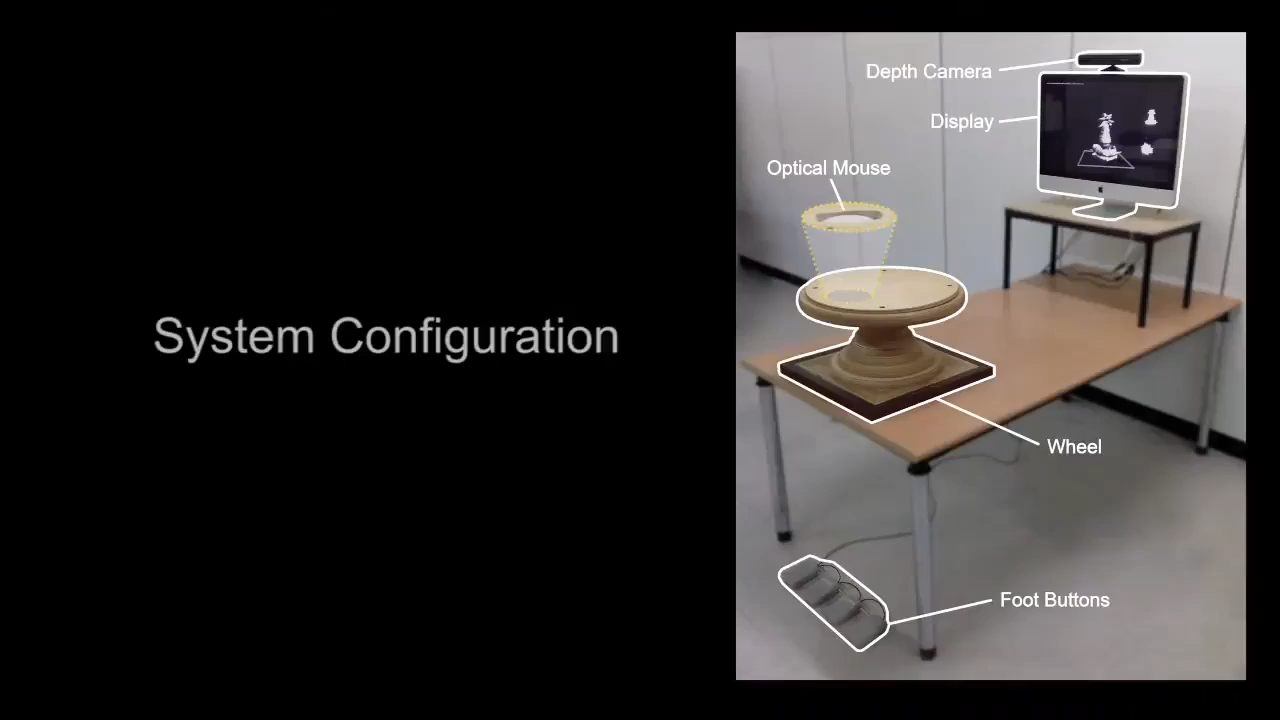 System Configuration
Depth Camera
Display
Optical Mouse
Wheel
Foot Buttons